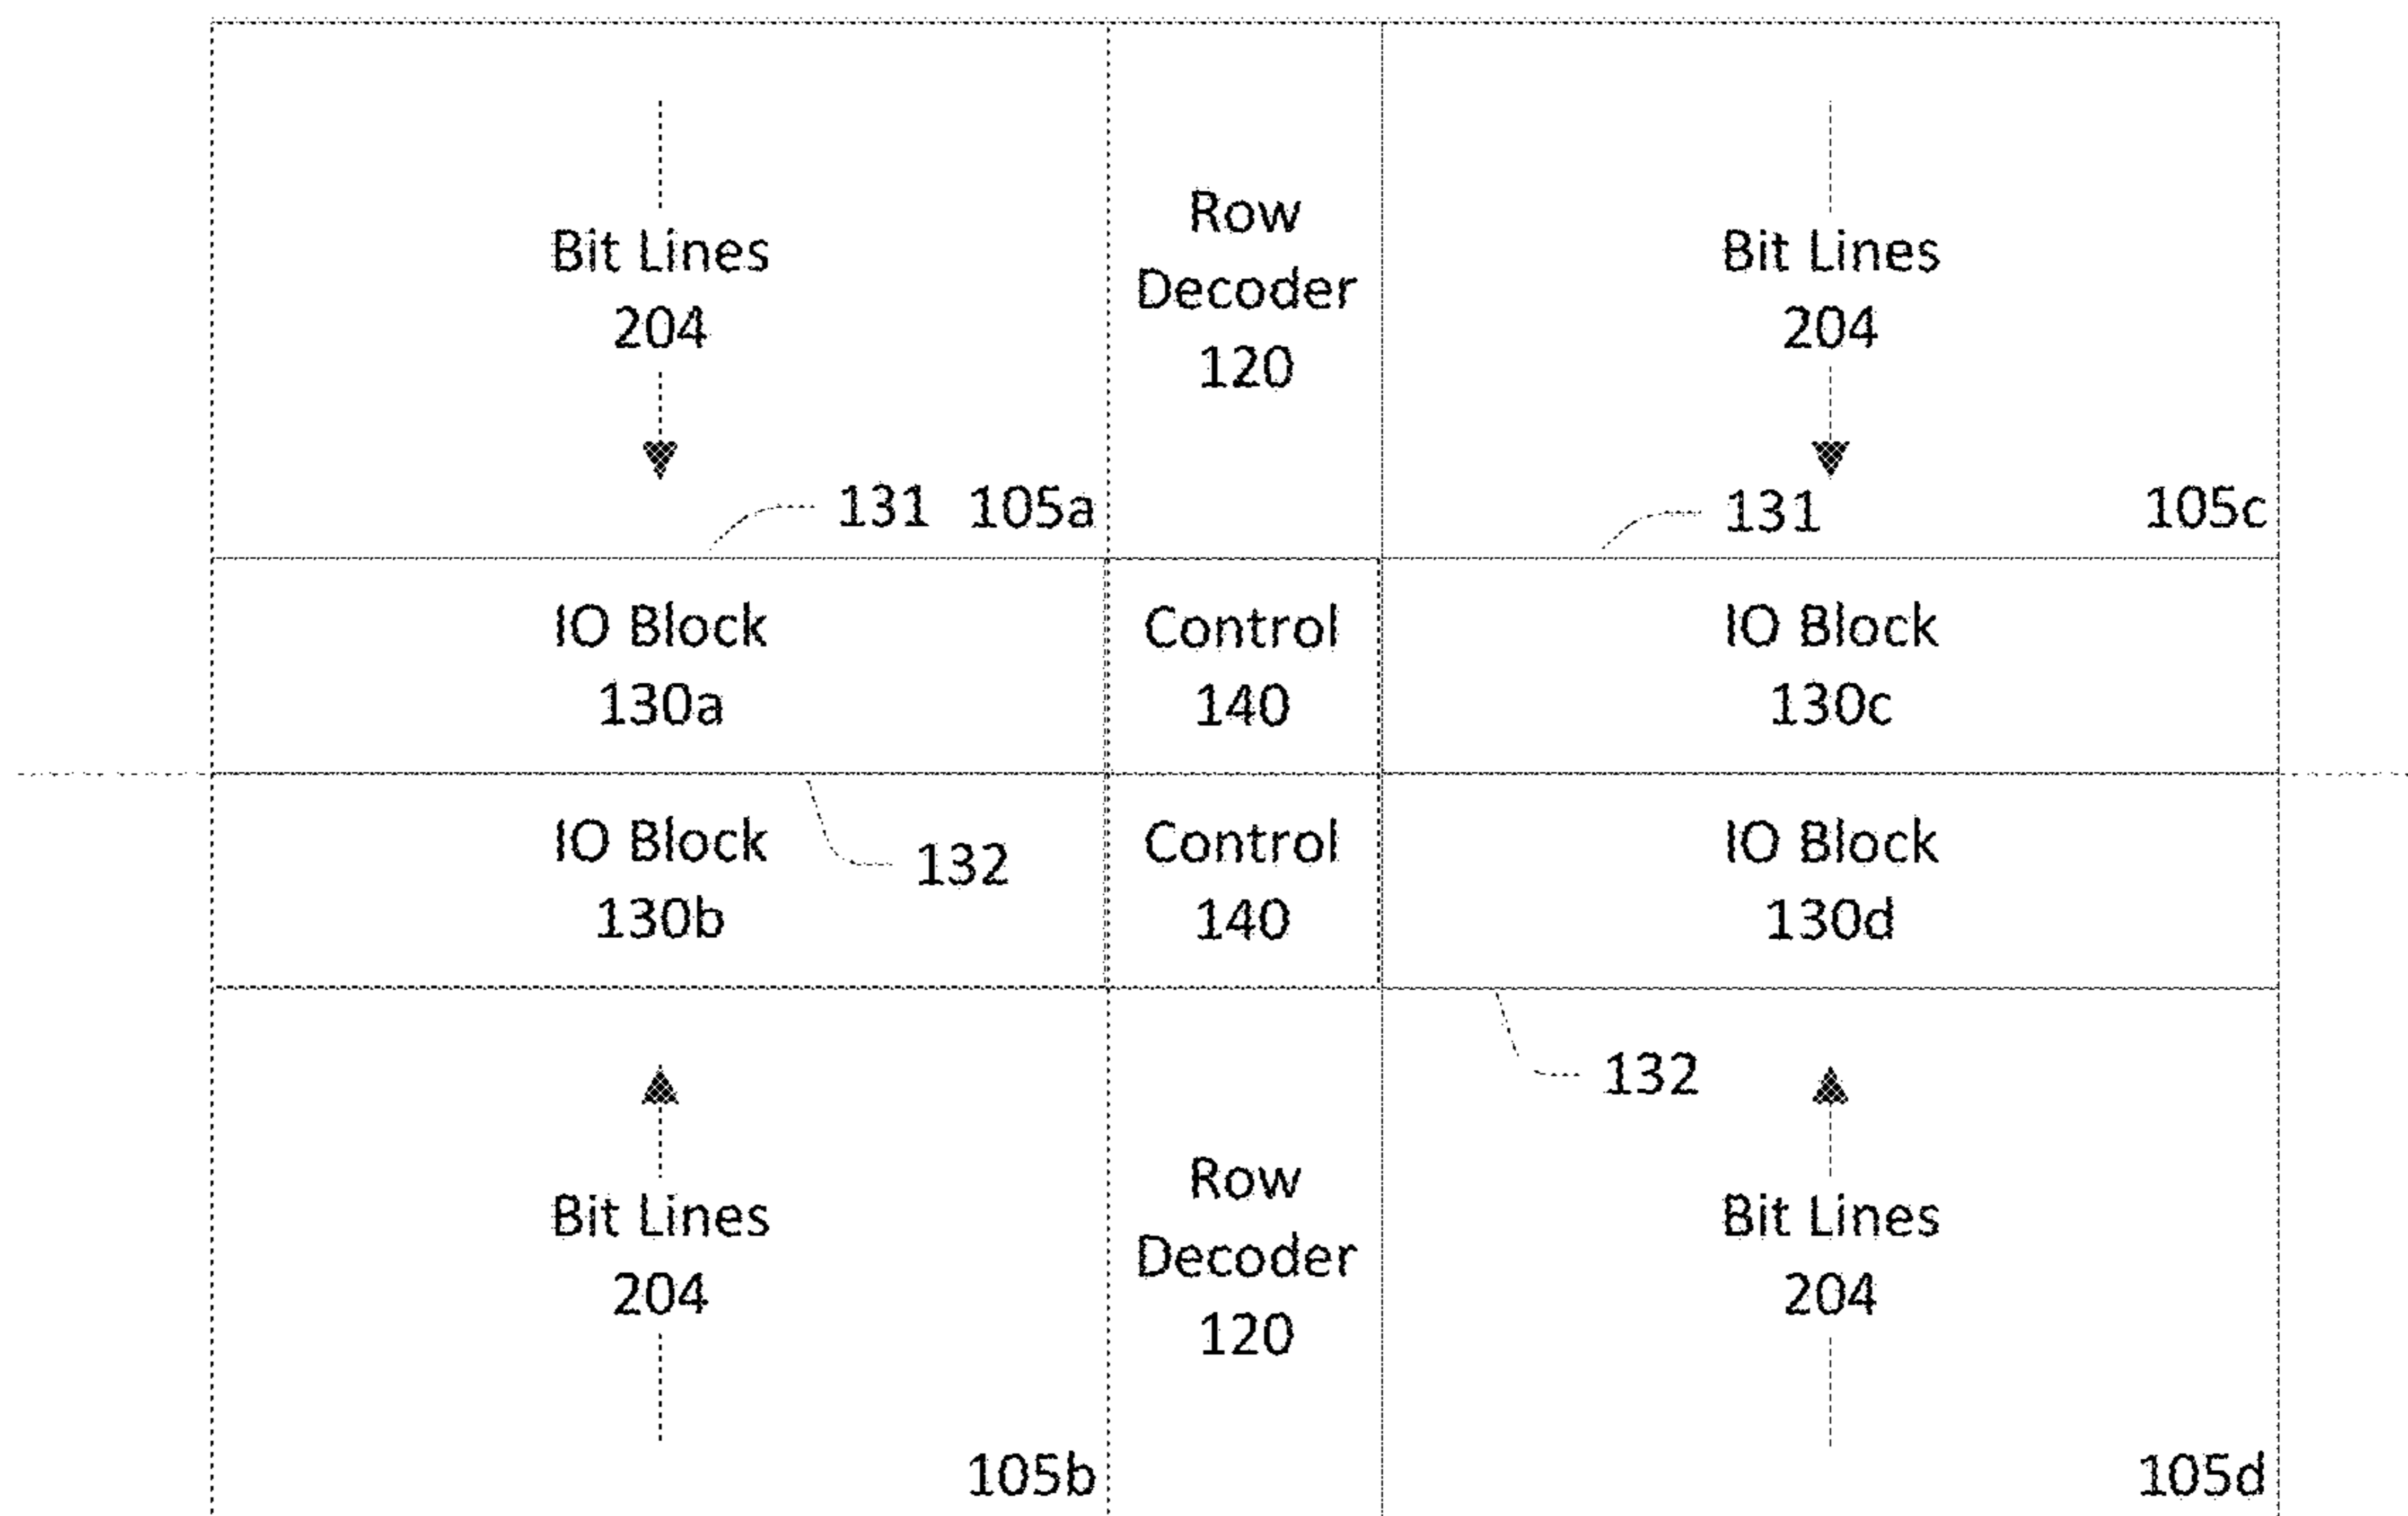 Bit Lines
204
Row
Decoder
120
Bit Lines
204
131
105a
131
105c
IO Block
130a
Control
140
IO Block
130c
IO Block
130b
132
Control
140
IO Block
130d
132
Bit Lines
204
Row
Decoder
120
Bit Lines
204
105b
105d